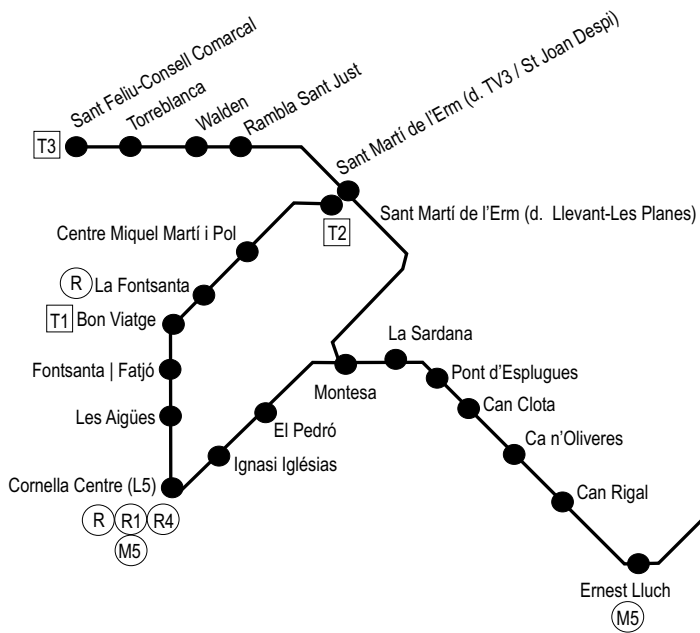 Sant Feliu-Consell Comarcal
Torreblanca
Walden
Rambla Sant Just
Sant Martí de l'Erm (d. TV3 / St Joan Despi)
T3
Sant Martí de l'Erm (d. Llevant-Les Planes)
T2
Centre Miquel Martí i Pol
R La Fontsanta
T1 Bon Viatge
La Sardana
Fontsanta | Fatjó
Montesa
Pont d'Esplugues
Can Clota
Les Aigües
El Pedró
Ca n'Oliveres
Ignasi Iglésias
Cornella Centre (L5)
Can Rigal
R R1 R4
M5
Ernest Lluch
M5